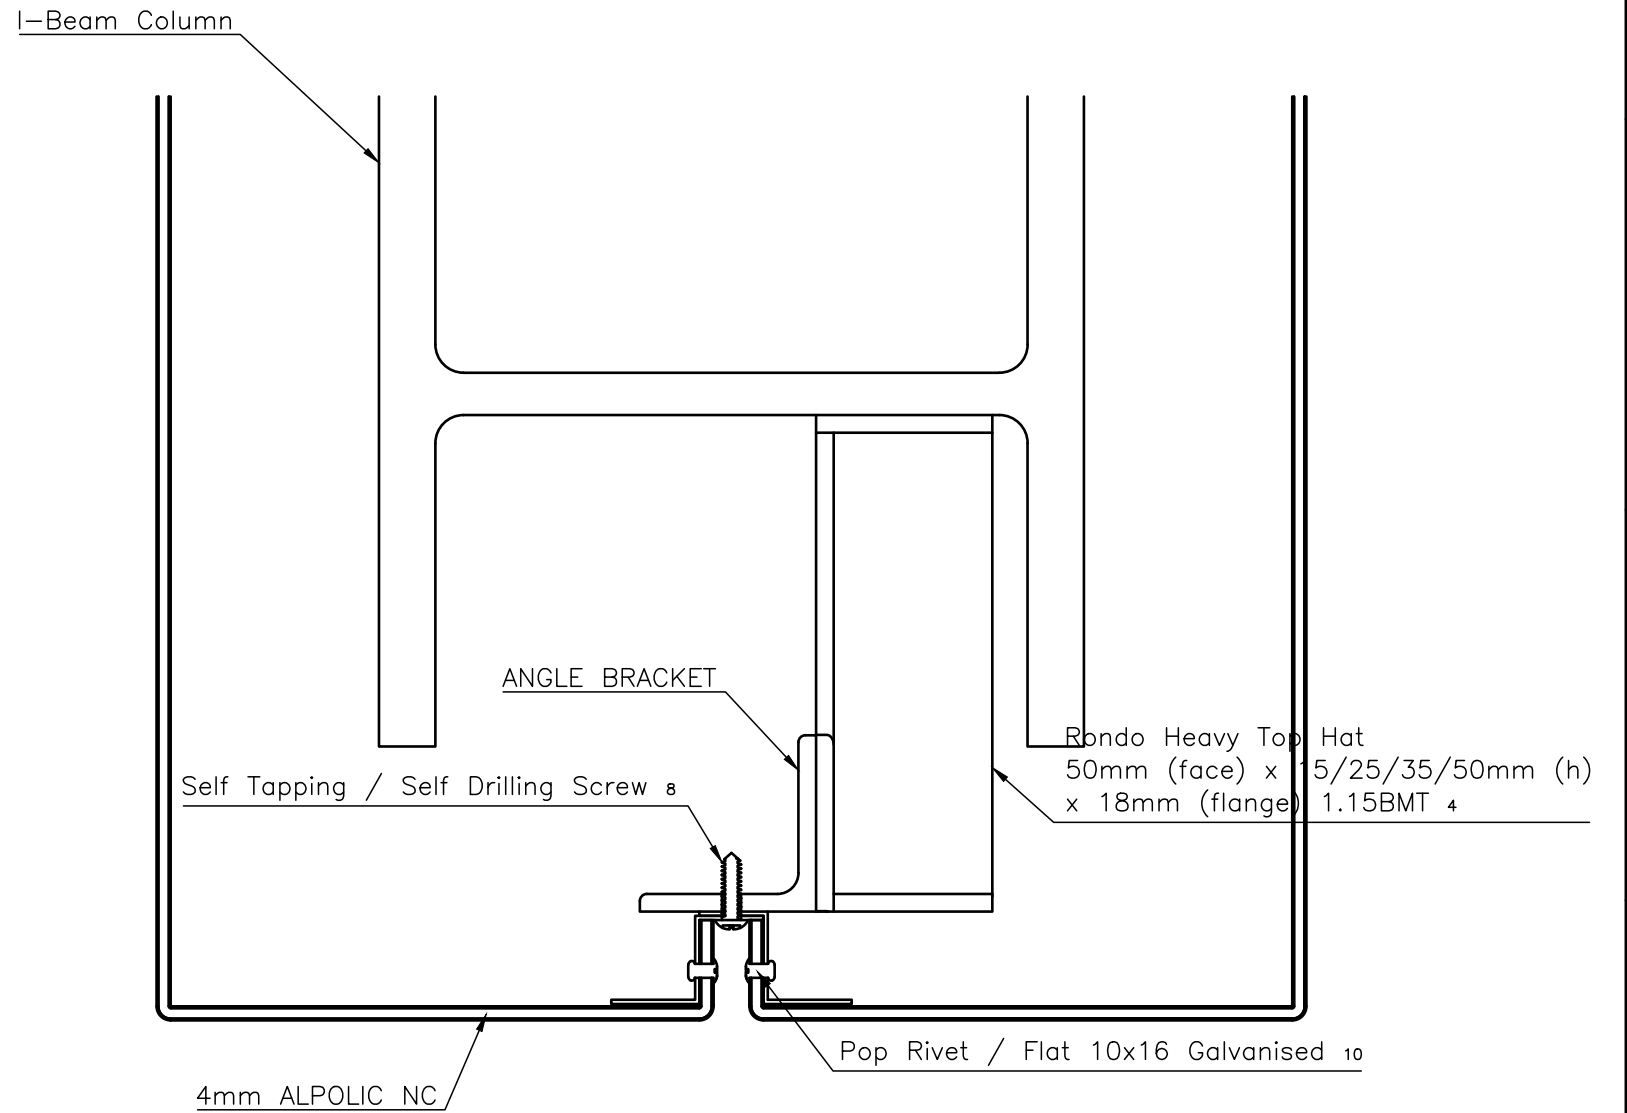 I-Beam Column
ANGLE BRACKET
Rondo Heavy Top Hat
50mm (face) x 15/25/35/50mm (h)
x 18mm (flange) 1.15BMT 4
Self Tapping / Self Drilling Screw 8
Pop Rivet / Flat 10x16 Galvanised 10
4mm ALPOLIC NC